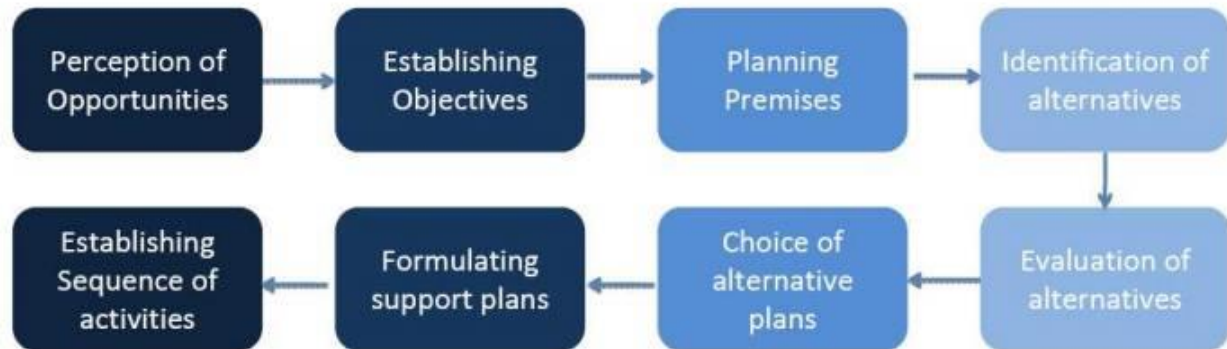 Perception of
Opportunities
Establishing
Objectives
Planning
Premises
Identification of
alternatives
Evaluation of
alternatives
Choice of
alternative
plans
Formulating
support plans
Establishing
Sequence of
activities